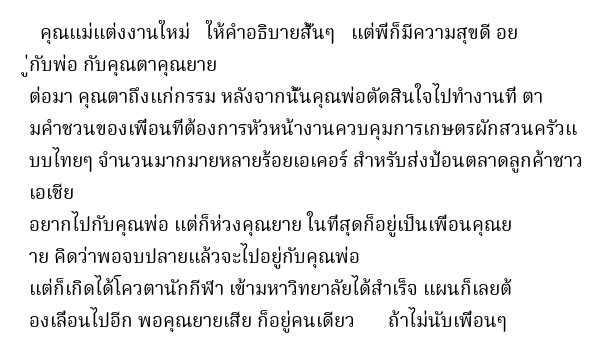 คุณแม่แต่งงานใหม่ ให้คำอธิบายสั้นๆ แต่พี่ก็มีความสุขดี อย
ู่กับพ่อ กับคุณตาคุณยาย
ต่อมา คุณตาถึงแก่กรรม หลังจากนั้นคุณพ่อตัดสินใจไปทำงานที่ ตา
มคำชวนของเพื่อนที่ต้องการหัวหน้างานควบคุมการเกษตรผักสวนครัวแ
บบไทยๆ จำนวนมากมายหลายร้อยเอเคอร์ สำหรับส่งป้อนตลาดลูกค้าชาว
เอเชีย
อยากไปกับคุณพ่อ แต่ก็ห่วงคุณยาย ในที่สุดก็อยู่เป็นเพื่อนคุณย
าย คิดว่าพอจบปลายแล้วจะไปอยู่กับคุณพ่อ
แต่ก็เกิดได้โควตานักกีฬา เข้ามหาวิทยาลัยได้สำเร็จ แผนก็เลยต้
องเลื่อนไปอีก พอคุณยายเสีย ก็อยู่คนเดียว ถ้าไม่นับเพื่อนๆ